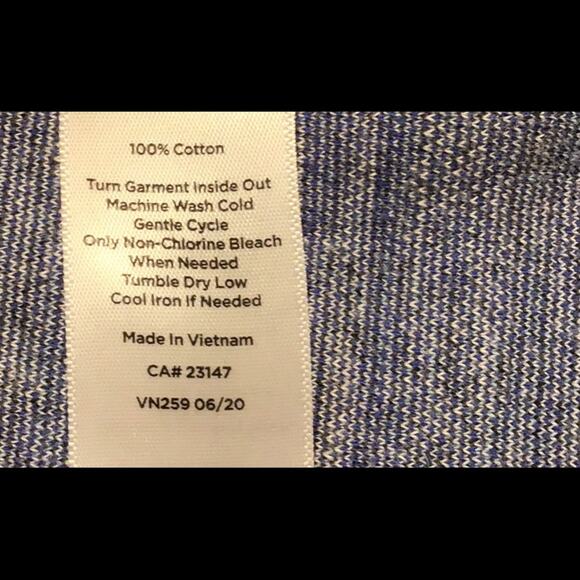 100% Cotton
Turn Garment Inside Out
Machine Wash Cold
Gentle Cycle
Only Non-Chlorine Bleach
When Needed
Tumble Dry Low
Cool Iron If Needed
Made In Vietnam
CA# 23147
VN259 06/20